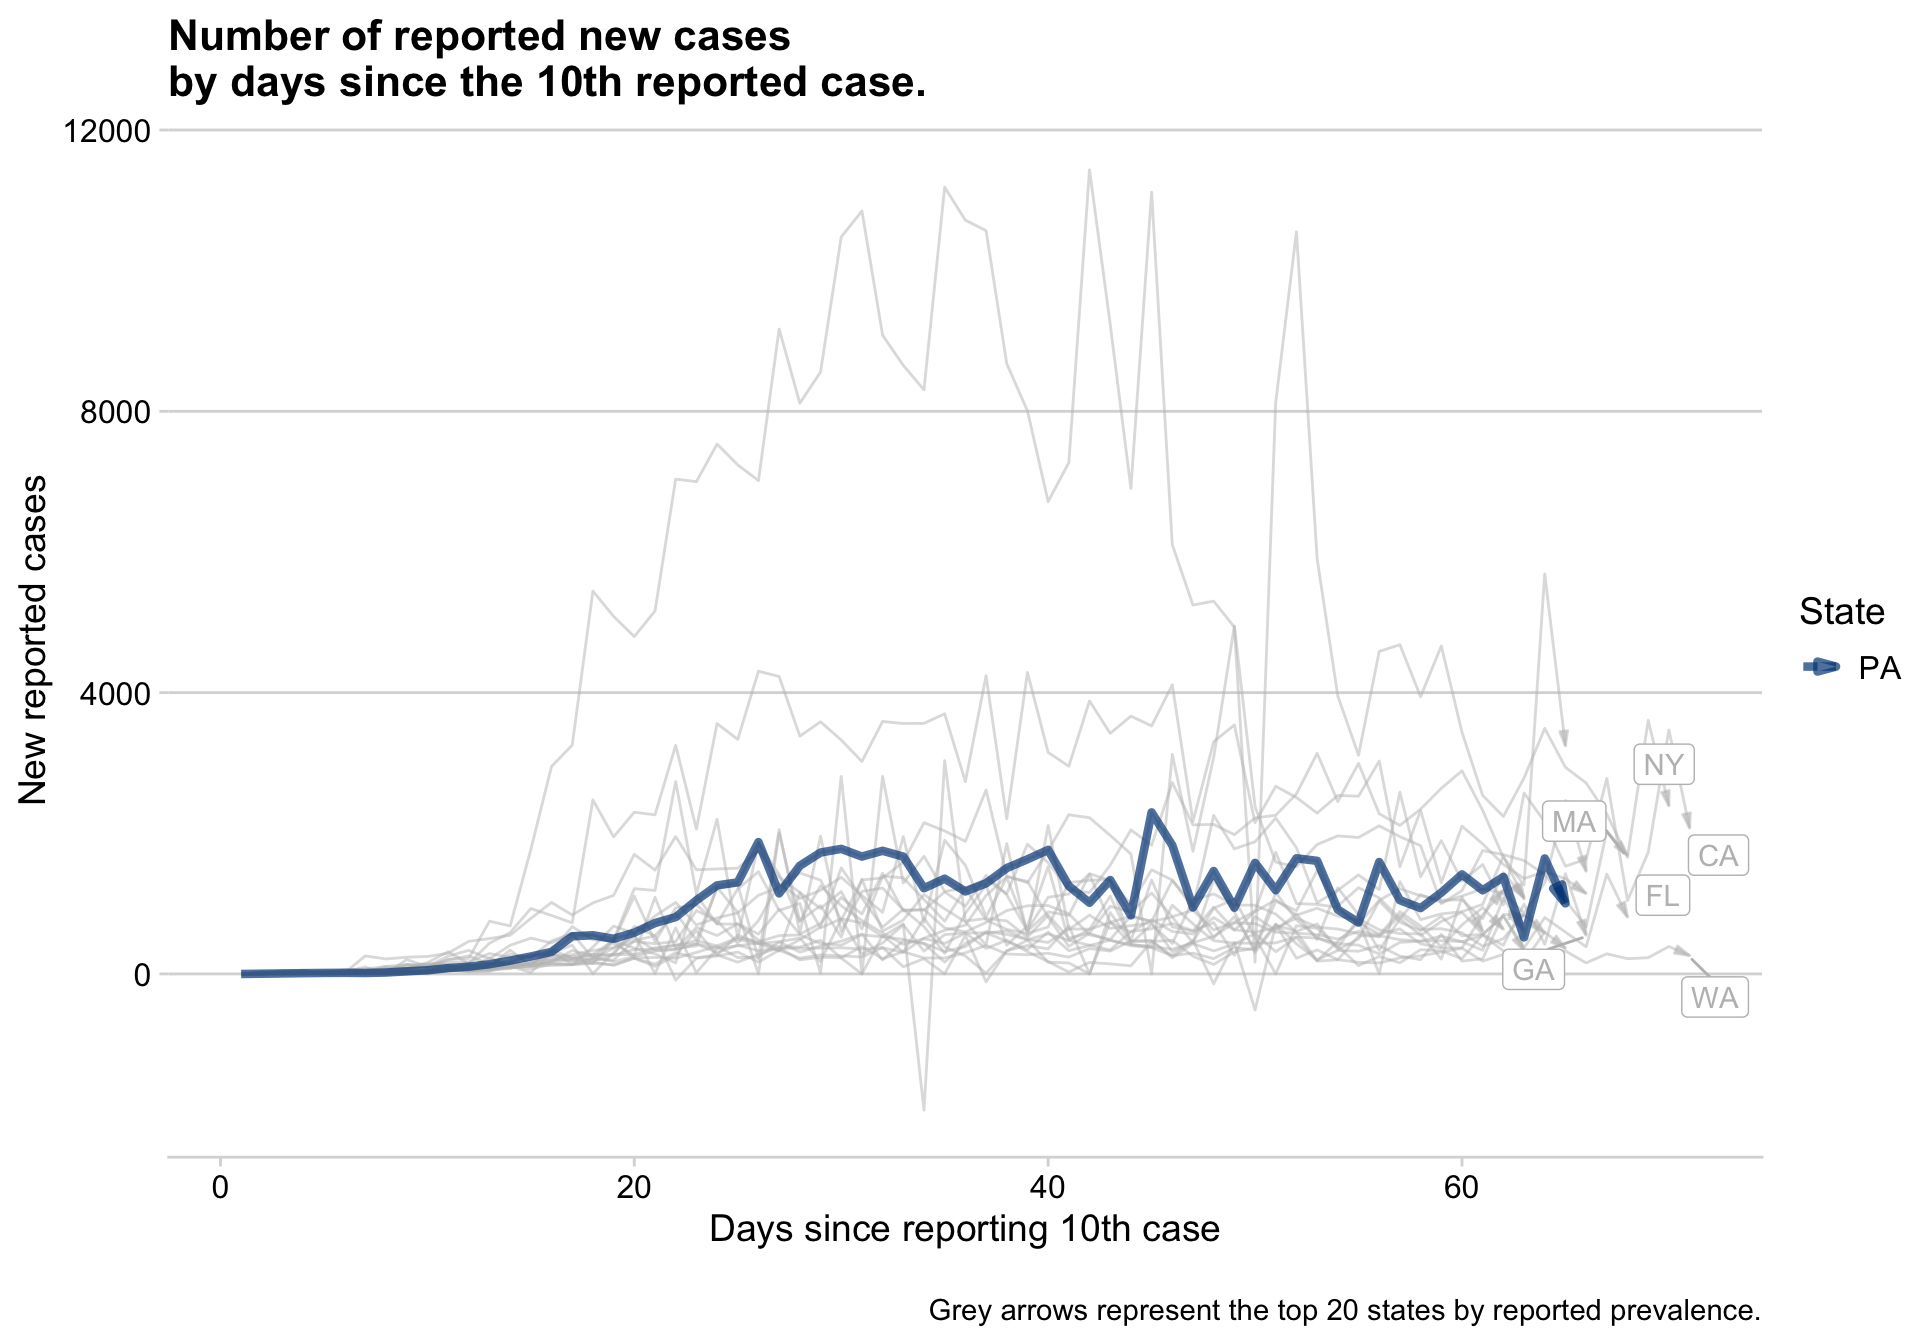 Number of reported new cases
by days since the 10th reported case.
12000
8000
4000
0
New reported cases
NY
MA
CA
FL
GA
WA
State
PA
0
20
40
60
Days since reporting 10th case
Grey arrows represent the top 20 states by reported prevalence.